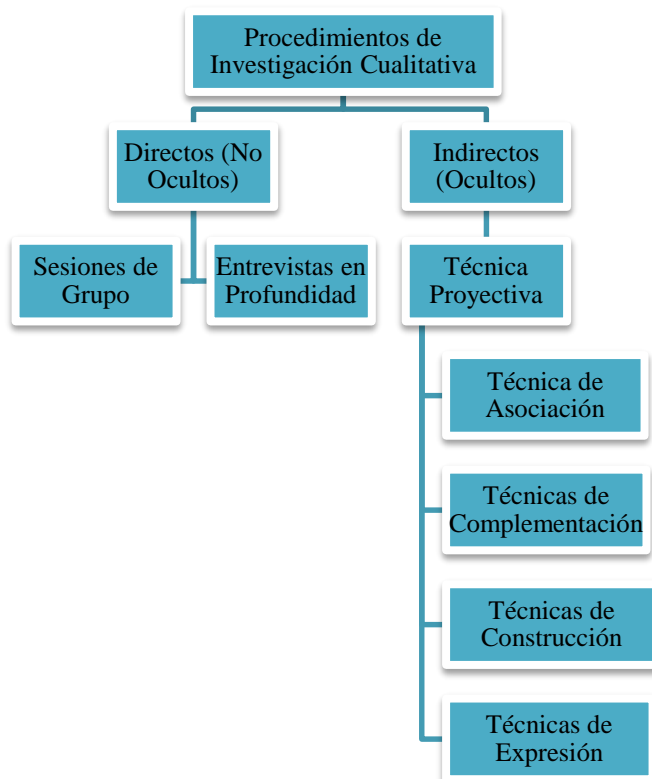 Procedimientos de
Investigación Cualitativa
Directos (No
Ocultos)
Indirectos
(Ocultos)
Sesiones de
Grupo
Entrevistas en
Profundidad
Técnica
Proyectiva
Técnica de
Asociación
Técnicas de
Complementación
Técnicas de
Construcción
Técnicas de
Expresión